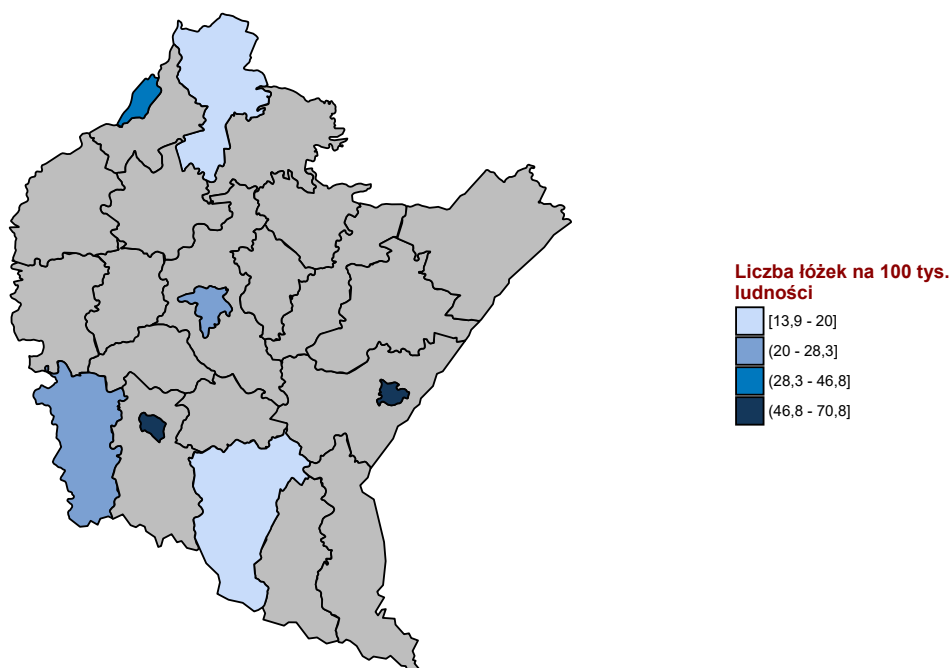 Liczba łóżek na 100 tys.
ludności
[13,9 - 20]
(20 - 28,3]
(28,3 - 46,8]
(46,8 - 70,8]